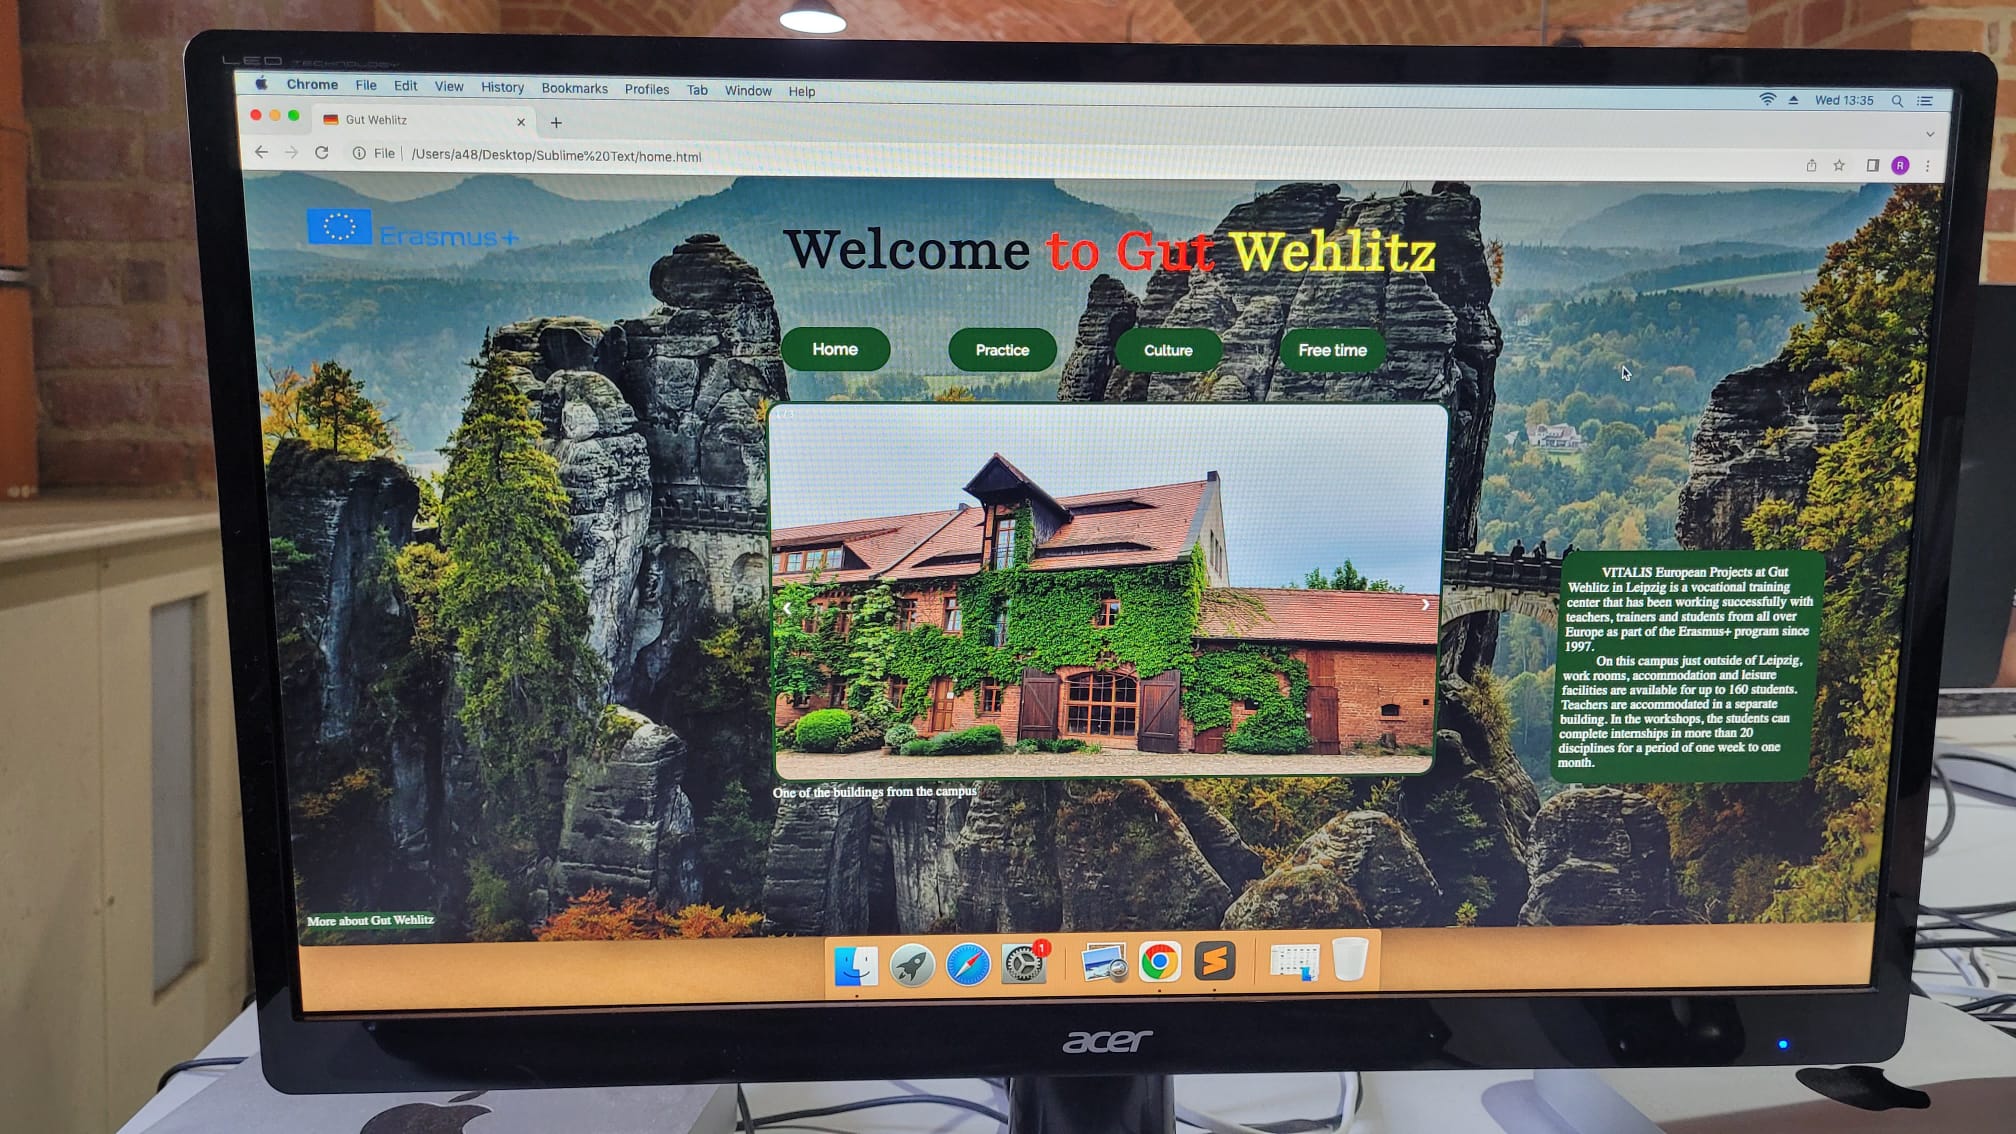 LED TECHNOLOGY
Chrome File Edit View History Bookmarks Profiles Tab Window Help
Wed 13:35
Gut Wehlitz
File /Users/a48/Desktop/Sublime%20Text/home.html
R
Erasmus+
Welcome to Gut Wehlitz
Home Practice Culture Free time
1 / 3
VITALIS European Projects at Gut
Wehlitz in Leipzig is a vocational training
center that has been working successfully with
teachers, trainers and students from all over
Europe as part of the Erasmus+ program since
1997.
On this campus just outside of Leipzig,
work rooms, accommodation and leisure
facilities are available for up to 160 students.
Teachers are accommodated in a separate
building. In the workshops, the students can
complete internships in more than 20
disciplines for a period of one week to one
month.
One of the buildings from the campus
More about Gut Wehlitz
1
acer